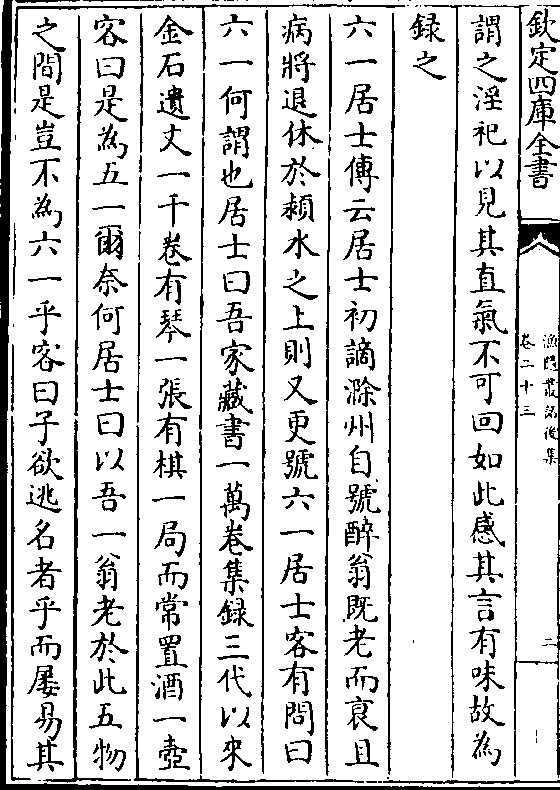 欽定四庫全書
漁隱叢話後集
卷二十三
二
謂之淫祀以見其直氣不可回如此感其言有味故為
録之
六一居士傳云居士初謫滁州自號醉翁既老而衰且
病將退休於潁水之上則又更號六一居士客有問曰
六一何謂也居士曰吾家藏書一萬卷集録三代以來
金石遺文一千卷有琴一張有棋一局而常置酒一壺
客曰是為五一爾奈何居士曰以吾一翁老於此五物
之間是豈不為六一乎客曰子欲逃名者乎而屢易其